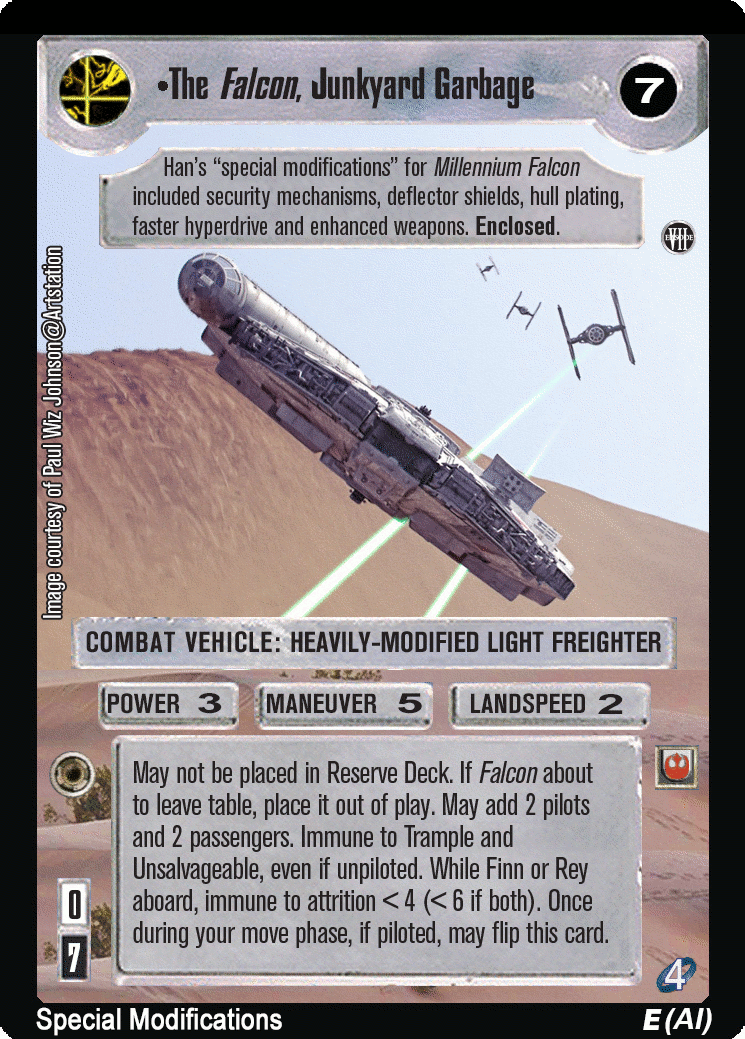 •The Falcon, Junkyard Garbage
7
Han's “special modifications” for Millennium Falcon
included security mechanisms, deflector shields, hull plating,
faster hyperdrive and enhanced weapons. Enclosed.
EPISODE
VII
Image courtesy of Paul Wiz Johnson@Artstation
COMBAT VEHICLE: HEAVILY-MODIFIED LIGHT FREIGHTER
POWER 3
MANEUVER 5
LANDSPEED 2
May not be placed in Reserve Deck. If Falcon about
to leave table, place it out of play. May add 2 pilots
and 2 passengers. Immune to Trample and
Unsalvageable, even if unpiloted. While Finn or Rey
aboard, immune to attrition < 4 (< 6 if both). Once
during your move phase, if piloted, may flip this card.
0
7
4
Special Modifications
E (AI)